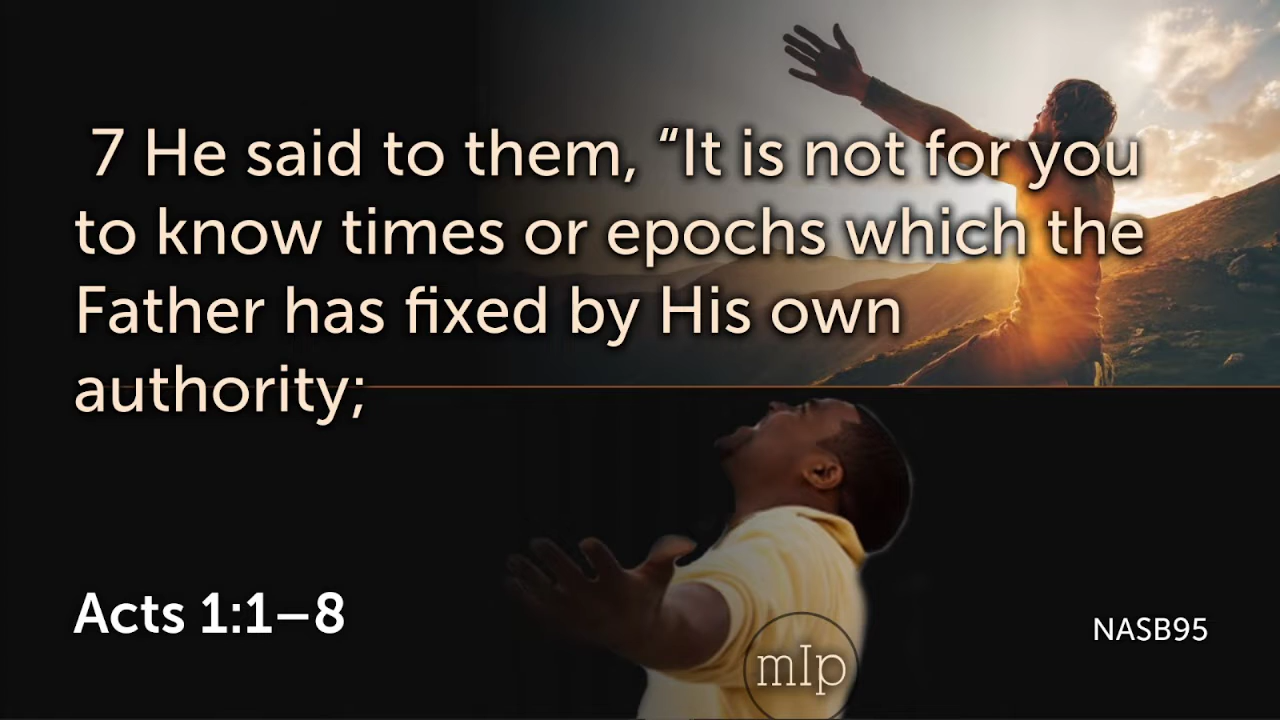 7 He said to them, “It is not for you
to know times or epochs which the
Father has fixed by His own
authority;
Acts 1:1–8
NASB95
mIp